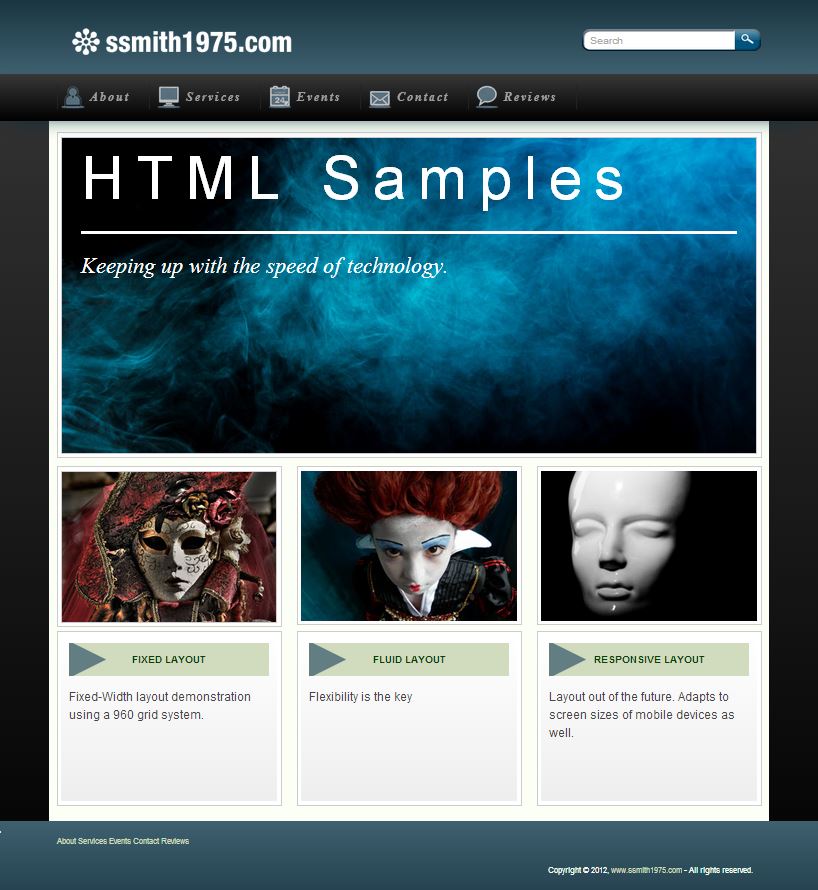 ssmith1975.com
Search
About
Services
24
Events
Contact
Reviews
HTML Samples
Keeping up with the speed of technology.
FIXED LAYOUT
Fixed-Width layout demonstration
using a 960 grid system.
FLUID LAYOUT
Flexibility is the key
RESPONSIVE LAYOUT
Layout out of the future. Adapts to
screen sizes of mobile devices as
well.
About Services Events Contact Reviews
Copyright © 2012, www.ssmith1975.com - All rights reserved.